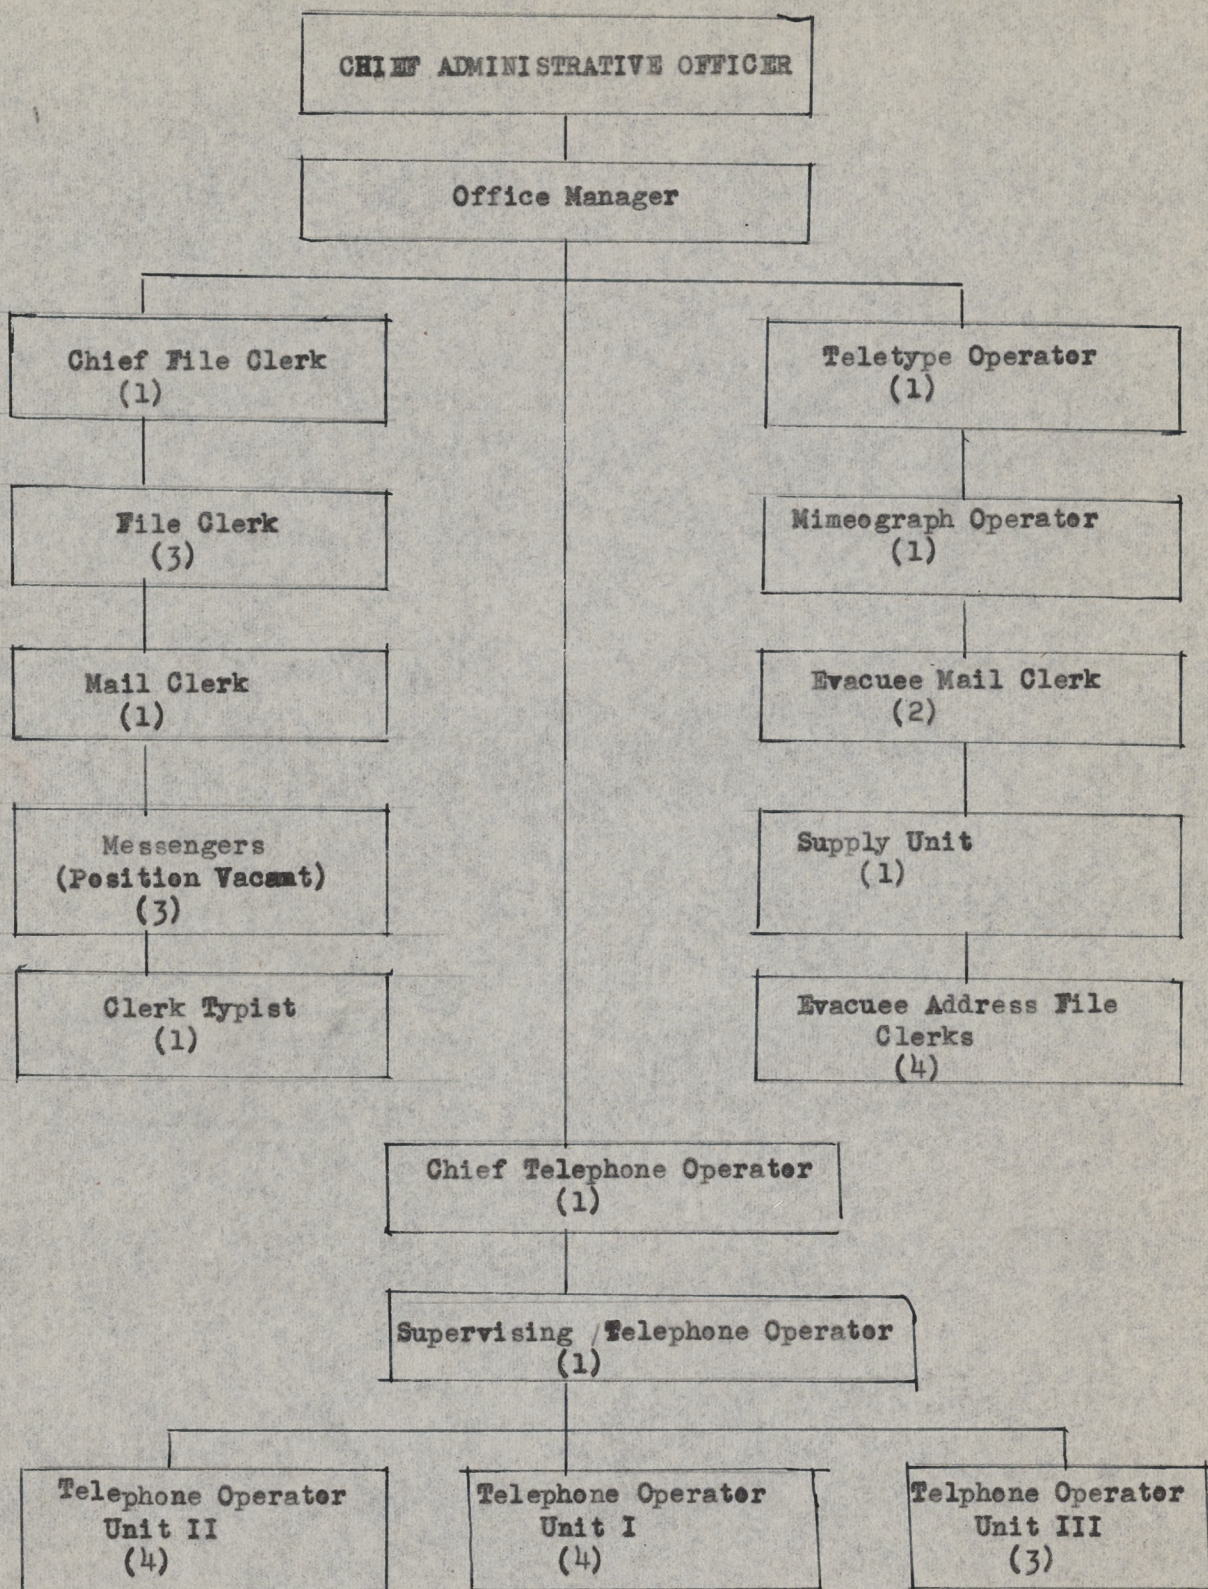 CHIEF ADMINISTRATIVE OFFICER
Office Manager
Chief File Clerk
(1)
File Clerk
(3)
Mail Clerk
(1)
Messengers
(Position Vacant)
(3)
Clerk Typist
(1)
Teletype Operator
(1)
Mimeograph Operator
(1)
Evacuee Mail Clerk
(2)
Supply Unit
(1)
Evacuee Address File
Clerks
(4)
Chief Telephone Operator
(1)
Supervising /Telephone Operator
(1)
Telephone Operator
Unit II
(4)
Telephone Operator
Unit I
(4)
Telphone Operator
Unit III
(3)